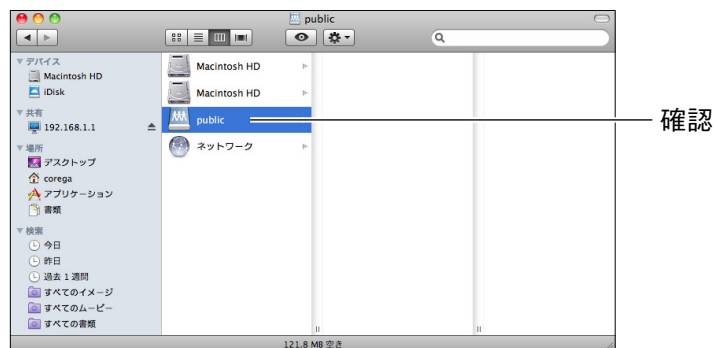 public
デバイス
Macintosh HD
iDisk
共有
192.168.1.1
場所
デスクトップ
corega
アプリケーション
書類
検索
今日
昨日
過去 1 週間
すべてのイメージ
すべてのムービー
すべての書類
Macintosh HD
Macintosh HD
public
ネットワーク
121.8 MB 空き
確認